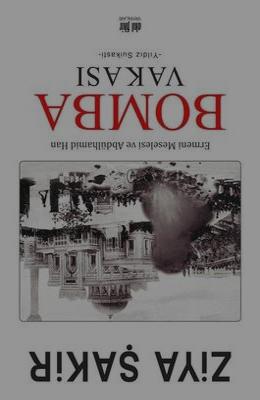 ZİYA ŞAKİR
Ermeni Meselesi ve Abdülhamid Han
BOMBA
VAKASI
-Yıldız Suikasti-